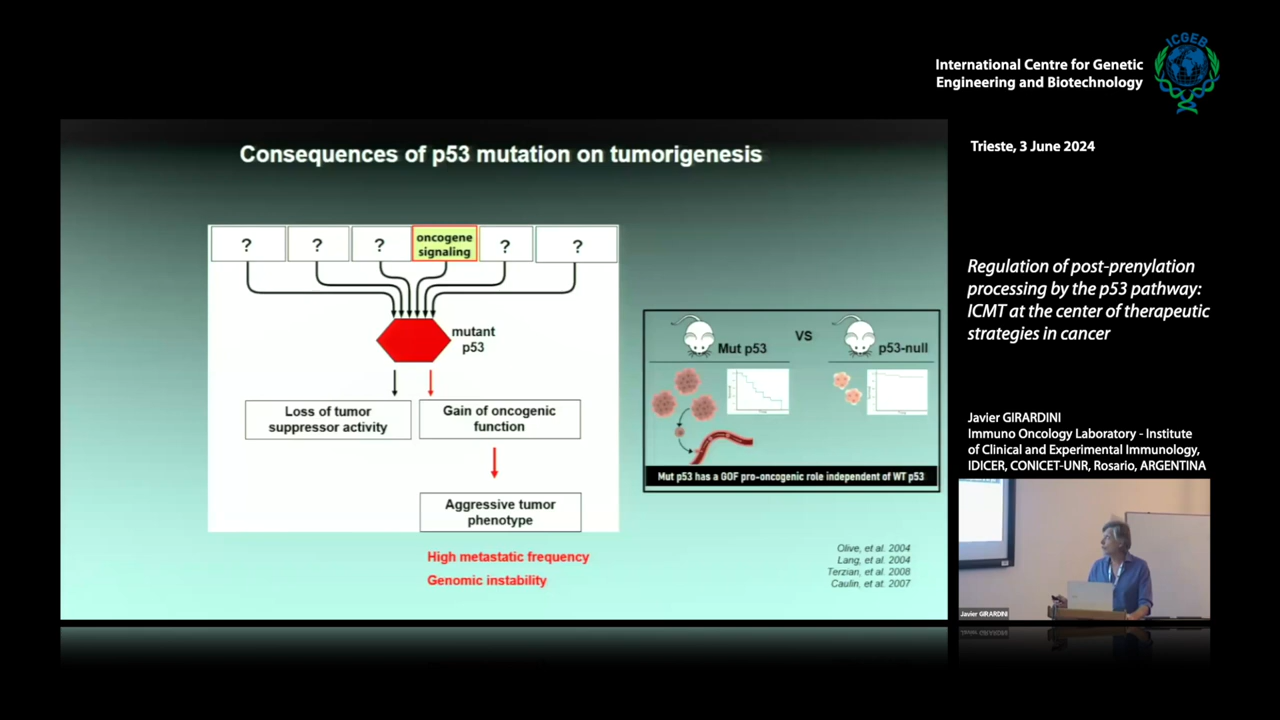 ICGEB
International Centre for Genetic
Engineering and Biotechnology
Trieste, 3 June 2024
Consequences of p53 mutation on tumorigenesis
? ? ? oncogene signaling ? ?
mutant
p53
Loss of tumor
suppressor activity
Gain of oncogenic
function
Aggressive tumor
phenotype
High metastatic frequency
Genomic instability
Mut p53 VS p53-null
Mut p53 has a GOF pro-oncogenic role independent of WT p53
Olive, et al. 2004
Lang, et al. 2004
Terzian, et al. 2008
Caulin, et at. 2007
Regulation of post-prenylation
processing by the p53 pathway:
ICMT at the center of therapeutic
strategies in cancer
Javier GIRARDINI
Immuno Oncology Laboratory - Institute
of Clinical and Experimental Immunology,
IDICER, CONICET-UNR, Rosario, ARGENTINA
Javier GIRARDINI